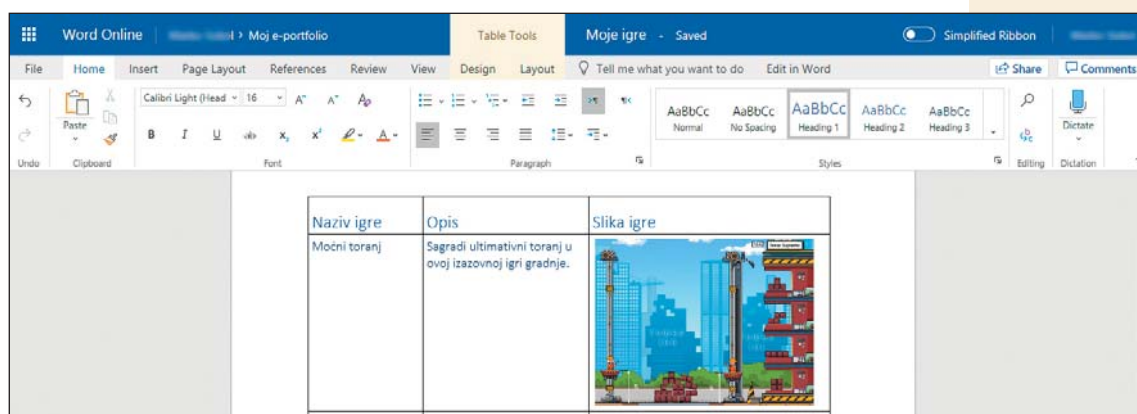 Word Online
› Moj e-portfolio
Table Tools
Moje igre - Saved
Simplified Ribbon
File Home Insert Page Layout References Review View Design Layout Tell me what you want to do Edit in Word Share Comments
Calibri Light (Head 16 A A
AaBbCc AaBbCc AaBbCc AaBbCc AaBbCc
Paste
B I U ab x₂ x² A
Normal No Spacing Heading 1 Heading 2 Heading 3
Dictate
Undo Clipboard Font Paragraph Styles Editing Dictation
Naziv igre Opis Slika igre
Moćni toranj
Sagradi ultimativni toranj u
ovoj izazovnoj igri gradnje.